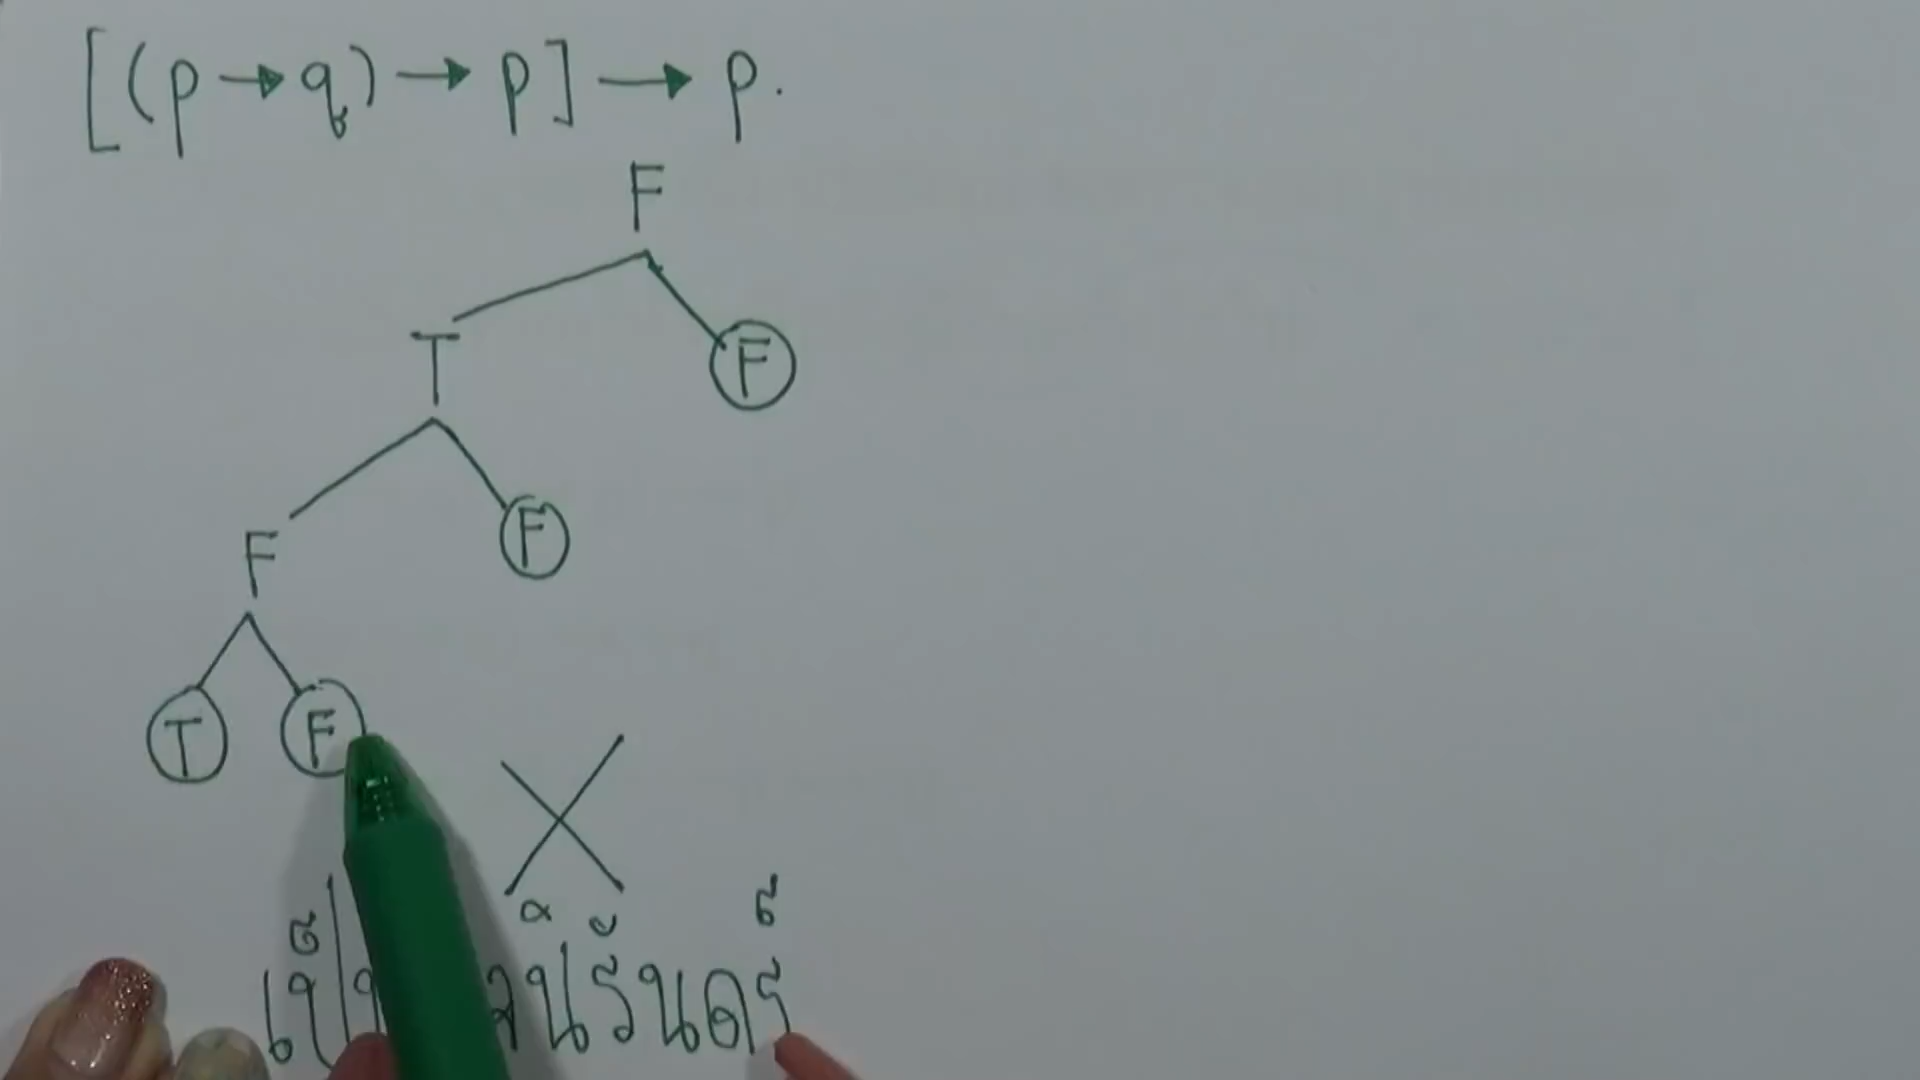 [(p → q) → p] → p.
F
T F
F F
T F